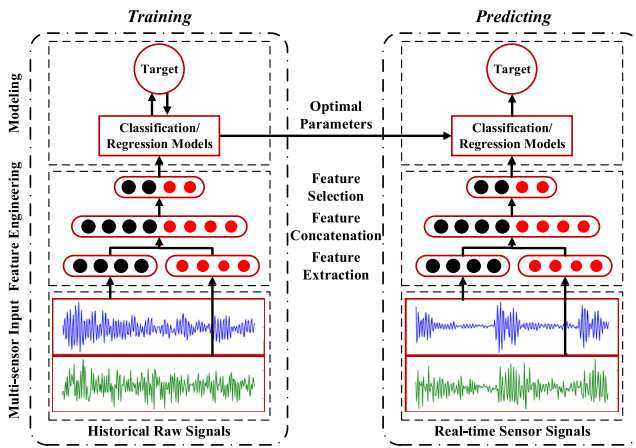 Training
Predicting
Modeling
Target
Target
Classification/
Regression Models
Optimal
Parameters
Classification/
Regression Models
Feature Engineering
Feature
Selection
Feature
Concatenation
Feature
Extraction
Multi-sensor Input
Historical Raw Signals
Real-time Sensor Signals